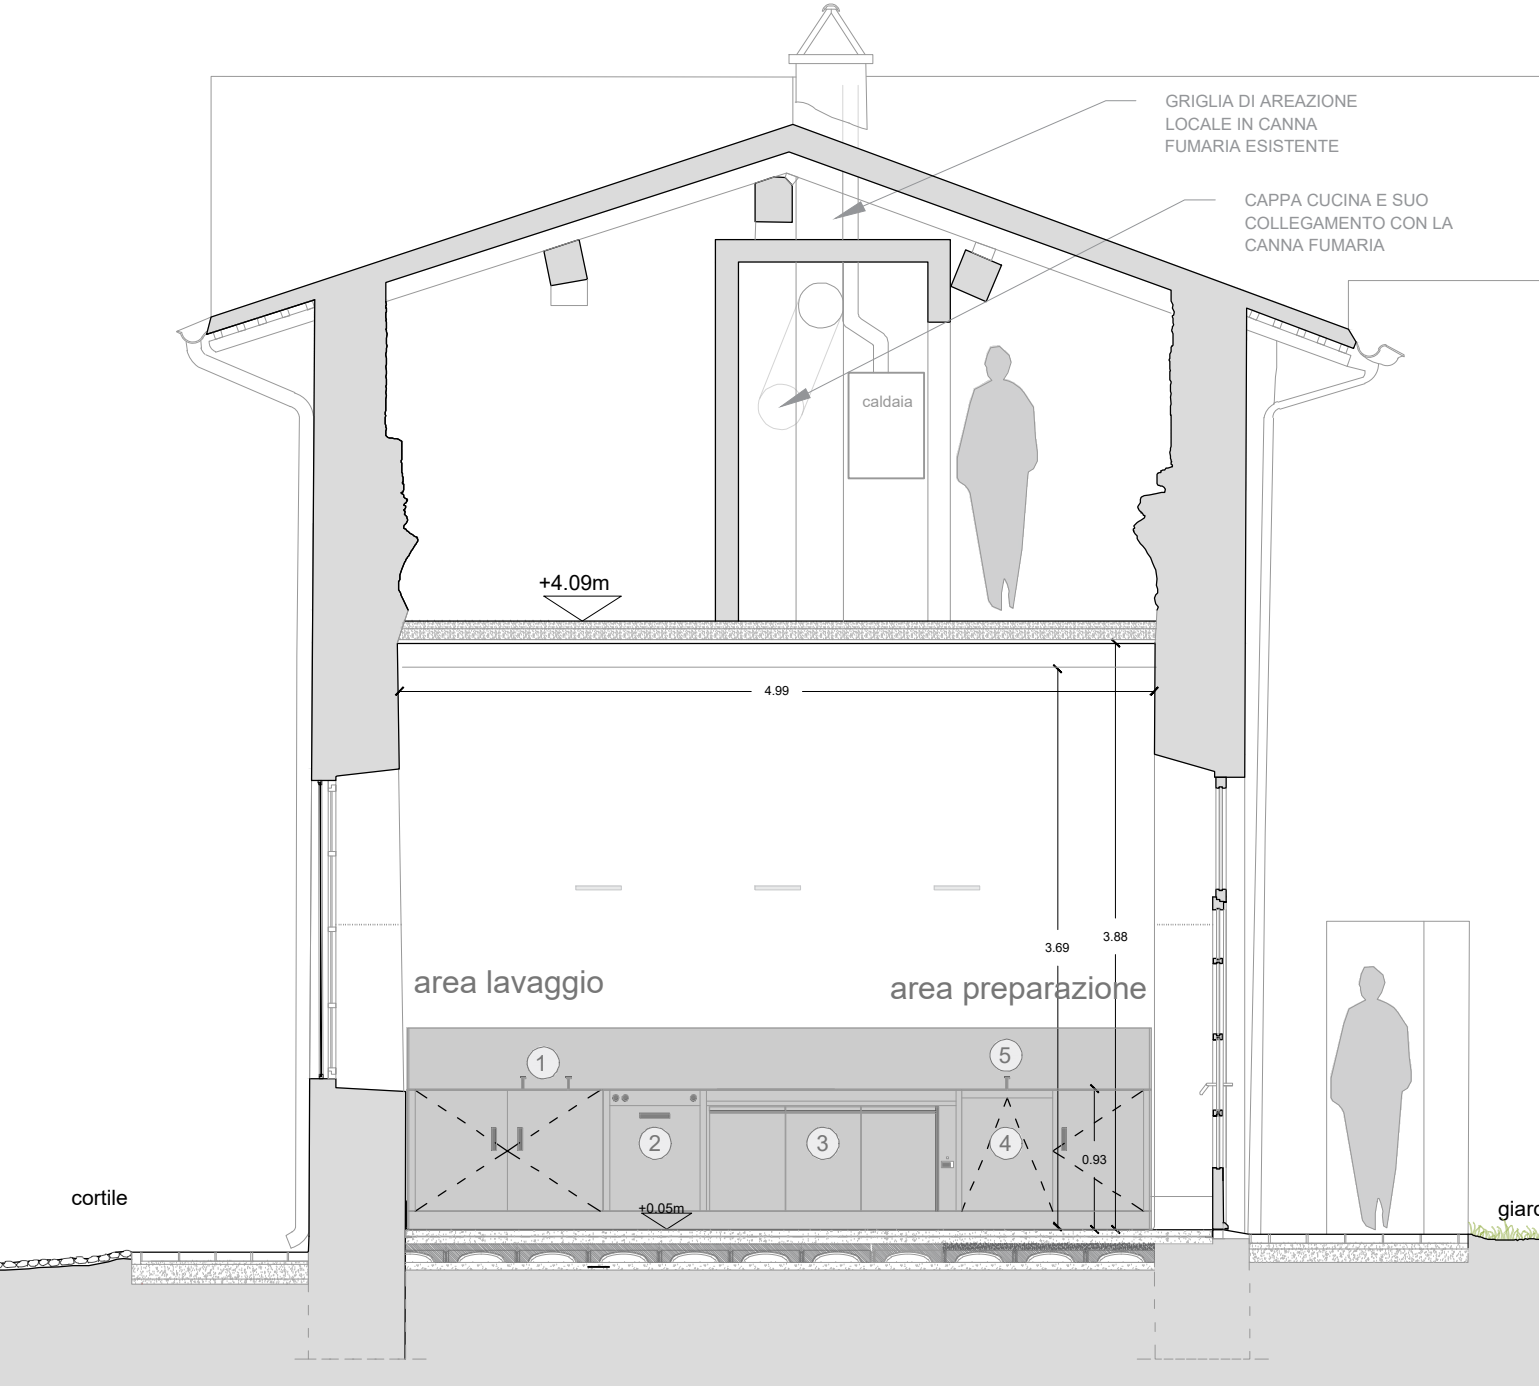 GRIGLIA DI AREAZIONE
LOCALE IN CANNA
FUMARIA ESISTENTE
CAPPA CUCINA E SUO
COLLEGAMENTO CON LA
CANNA FUMARIA
caldaia
+4.09m
4.99
3.69
3.88
area lavaggio
area preparazione
1
5
2
3
4
0.93
+0.05m
cortile
giard